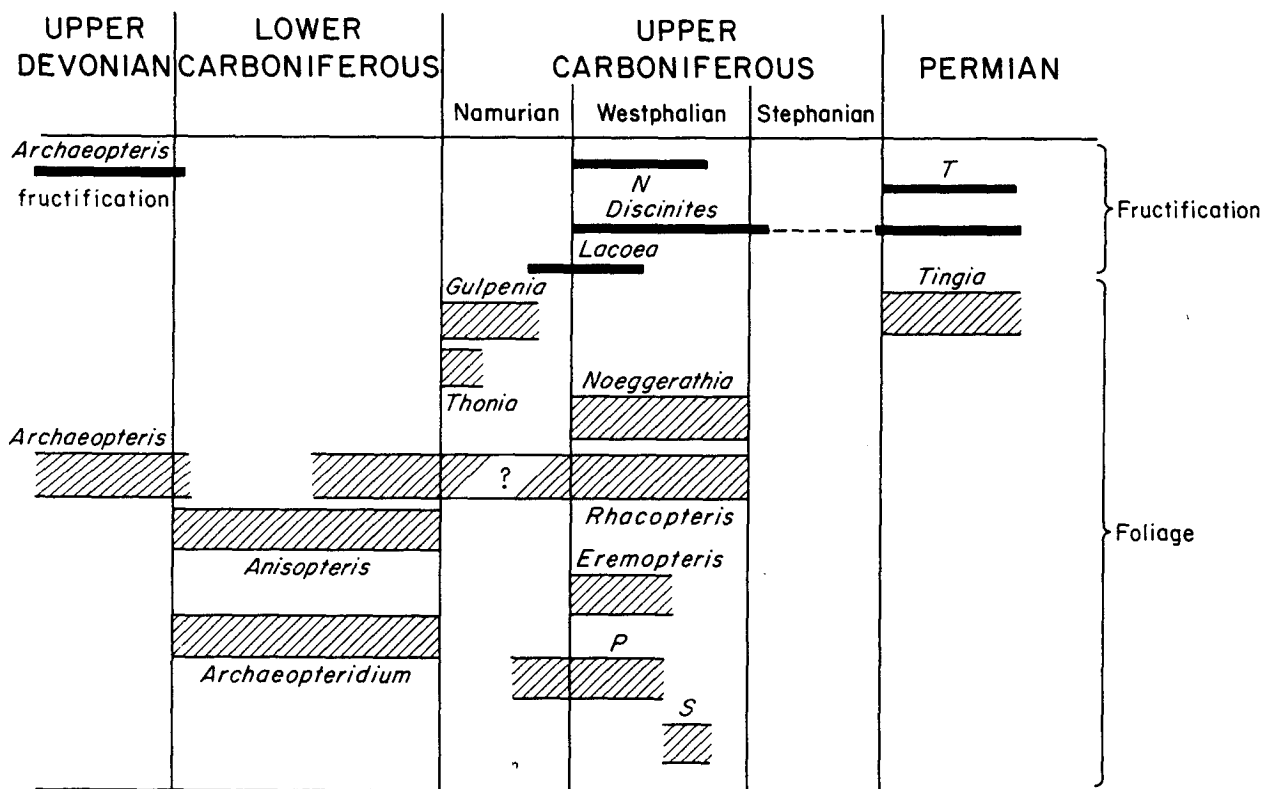 UPPER
DEVONIAN
LOWER
CARBONIFEROUS
UPPER
CARBONIFEROUS
PERMIAN
Namurian
Westphalian
Stephanian
Archaeopteris
fructification
N
T
Discinites
Fructification
Lacoea
Gulpenia
Tingia
Thonia
Noeggerathia
Archaeopteris
?
Rhacopteris
Foliage
Anisopteris
Eremopteris
Archaeopteridium
P
S